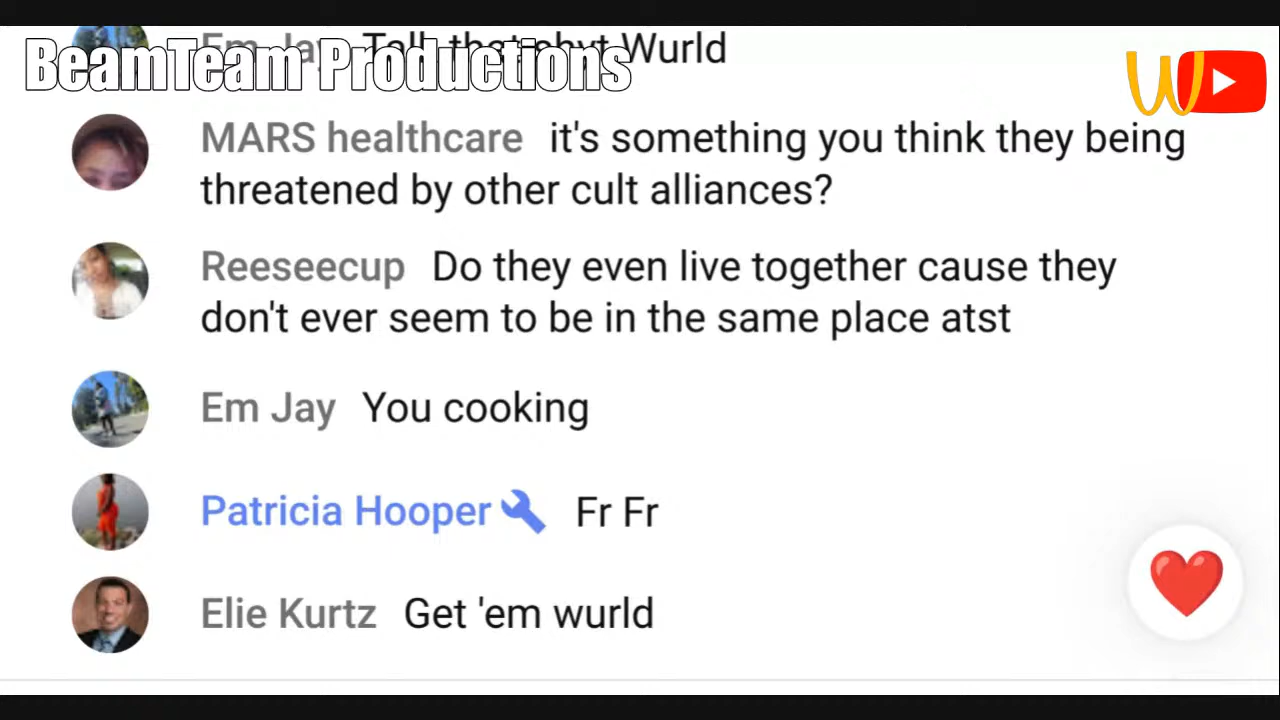 BeamTeam Productions
Em Jay Talk that shyt Wurld
MARS healthcare it's something you think they being
threatened by other cult alliances?
Reeseecup Do they even live together cause they
don't ever seem to be in the same place atst
Em Jay You cooking
Patricia Hooper Fr Fr
Elie Kurtz Get 'em wurld
W